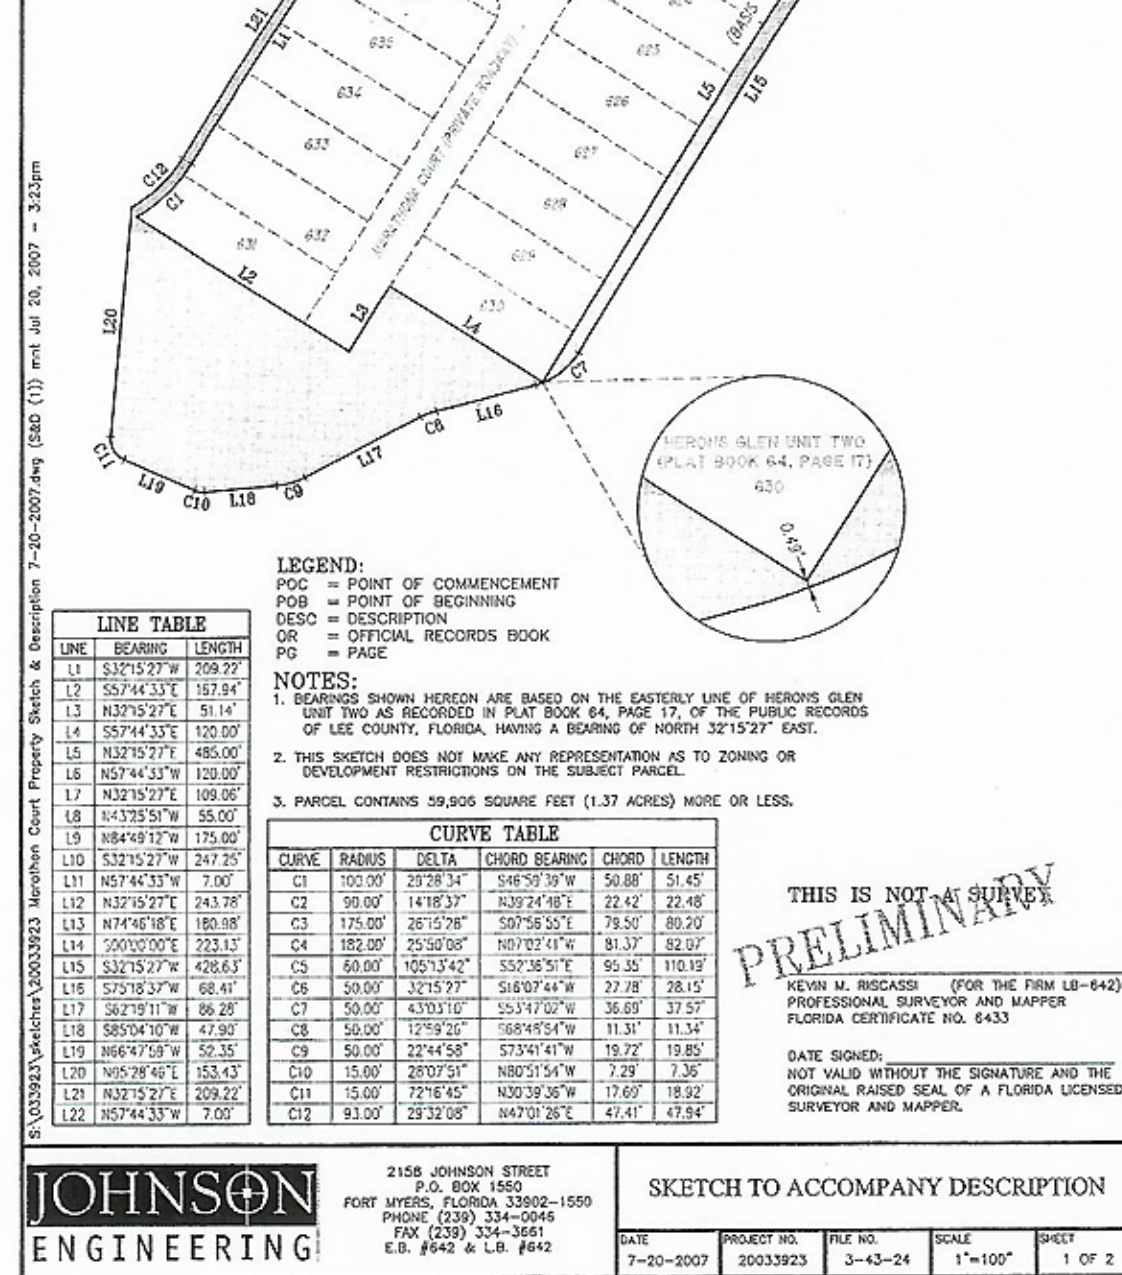 L21
L1
636
635
634
633
632
631
C12
C1
L2
L20
L3
MARATHONA COURT (PRIVATE ROADWAY)
625
626
627
628
629
630
(BASIS
L5
L15
L4
C7
L16
C8
L17
C9
L18
C10
L19
C11
HERONS GLEN UNIT TWO
(PLAT BOOK 64, PAGE 17)
630
0.49'
S:\033923\sketches\20033923 Marathon Court Property Sketch & Description 7-20-2007.dwg (S&D (1)) mnt Jul 20, 2007 - 3:23pm
LEGEND:
POC = POINT OF COMMENCEMENT
POB = POINT OF BEGINNING
DESC = DESCRIPTION
OR = OFFICIAL RECORDS BOOK
PG = PAGE
NOTES:
1. BEARINGS SHOWN HEREON ARE BASED ON THE EASTERLY LINE OF HERONS GLEN
UNIT TWO AS RECORDED IN PLAT BOOK 64, PAGE 17, OF THE PUBLIC RECORDS
OF LEE COUNTY, FLORIDA, HAVING A BEARING OF NORTH 32°15'27" EAST.
2. THIS SKETCH DOES NOT MAKE ANY REPRESENTATION AS TO ZONING OR
DEVELOPMENT RESTRICTIONS ON THE SUBJECT PARCEL.
3. PARCEL CONTAINS 59,906 SQUARE FEET (1.37 ACRES) MORE OR LESS.
LINE TABLE
LINE BEARING LENGTH
L1 S32°15'27"W 209.22'
L2 S57°44'33"E 167.94'
L3 N32°15'27"E 51.14'
L4 S57°44'33"E 120.00'
L5 N32°15'27"E 485.00'
L6 N57°44'33"W 120.00'
L7 N32°15'27"E 109.06'
L8 N43°25'51"W 55.00'
L9 N84°49'12"W 175.00'
L10 S32°15'27"W 247.25'
L11 N57°44'33"W 7.00'
L12 N32°15'27"E 243.78'
L13 N74°46'18"E 180.98'
L14 S00°00'00"E 223.13'
L15 S32°15'27"W 428.63'
L16 S75°18'37"W 68.41'
L17 S62°19'11"W 86.28'
L18 S85°04'10"W 47.90'
L19 N66°47'59"W 52.35'
L20 N05°28'46"E 153.43'
L21 N32°15'27"E 209.22'
L22 N57°44'33"W 7.00'
CURVE TABLE
CURVE RADIUS DELTA CHORD BEARING CHORD LENGTH
C1 100.00' 29°28'34" S46°59'39"W 50.88' 51.45'
C2 90.00' 14°18'37" N39°24'46"E 22.42' 22.48'
C3 175.00' 26°15'28" S07°56'55"E 79.50' 80.20'
C4 182.00' 25°50'08" N07°02'41"W 81.37' 82.07'
C5 60.00' 105°13'42" S52°36'51"E 95.35' 110.19'
C6 50.00' 32°15'27" S16°07'44"W 27.78' 28.15'
C7 50.00' 43°03'10" S53°47'02"W 36.69' 37.57'
C8 50.00' 12°59'26" S68°48'54"W 11.31' 11.34'
C9 50.00' 22°44'58" S73°41'41"W 19.72' 19.85'
C10 15.00' 28°07'51" N80°51'54"W 7.29' 7.36'
C11 15.00' 72°16'45" N30°39'36"W 17.69' 18.92'
C12 93.00' 29°32'08" N47°01'26"E 47.41' 47.94'
THIS IS NOT A SURVEY
PRELIMINARY
KEVIN M. RISCASSI (FOR THE FIRM LB-642)
PROFESSIONAL SURVEYOR AND MAPPER
FLORIDA CERTIFICATE NO. 6433
DATE SIGNED:
NOT VALID WITHOUT THE SIGNATURE AND THE
ORIGINAL RAISED SEAL OF A FLORIDA LICENSED
SURVEYOR AND MAPPER.
JOHNSON
ENGINEERING
2158 JOHNSON STREET
P.O. BOX 1550
FORT MYERS, FLORIDA 33902-1550
PHONE (239) 334-0046
FAX (239) 334-3661
E.B. #642 & L.B. #642
SKETCH TO ACCOMPANY DESCRIPTION
DATE PROJECT NO. FILE NO. SCALE SHEET
7-20-2007 20033923 3-43-24 1"=100' 1 OF 2